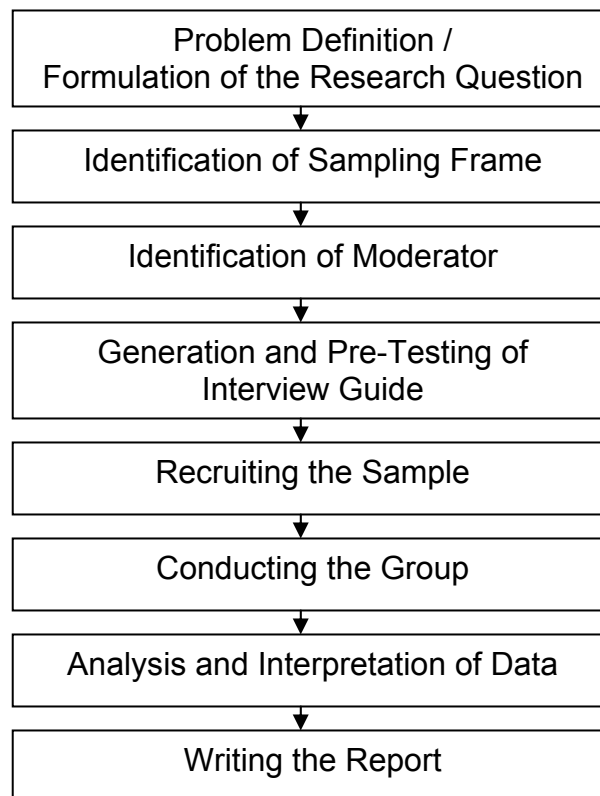 Problem Definition /
Formulation of the Research Question
Identification of Sampling Frame
Identification of Moderator
Generation and Pre-Testing of
Interview Guide
Recruiting the Sample
Conducting the Group
Analysis and Interpretation of Data
Writing the Report